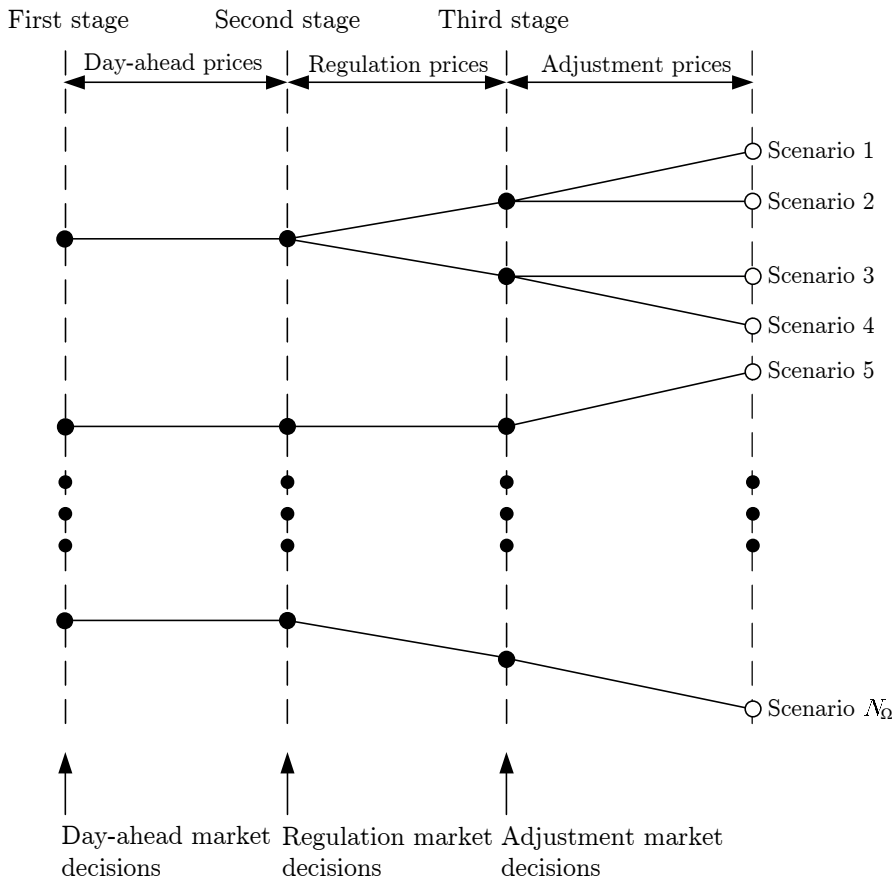 First stage
Second stage
Third stage
Day-ahead prices
Regulation prices
Adjustment prices
Scenario 1
Scenario 2
Scenario 3
Scenario 4
Scenario 5
Scenario N_Ω
Day-ahead market
decisions
Regulation market
decisions
Adjustment market
decisions